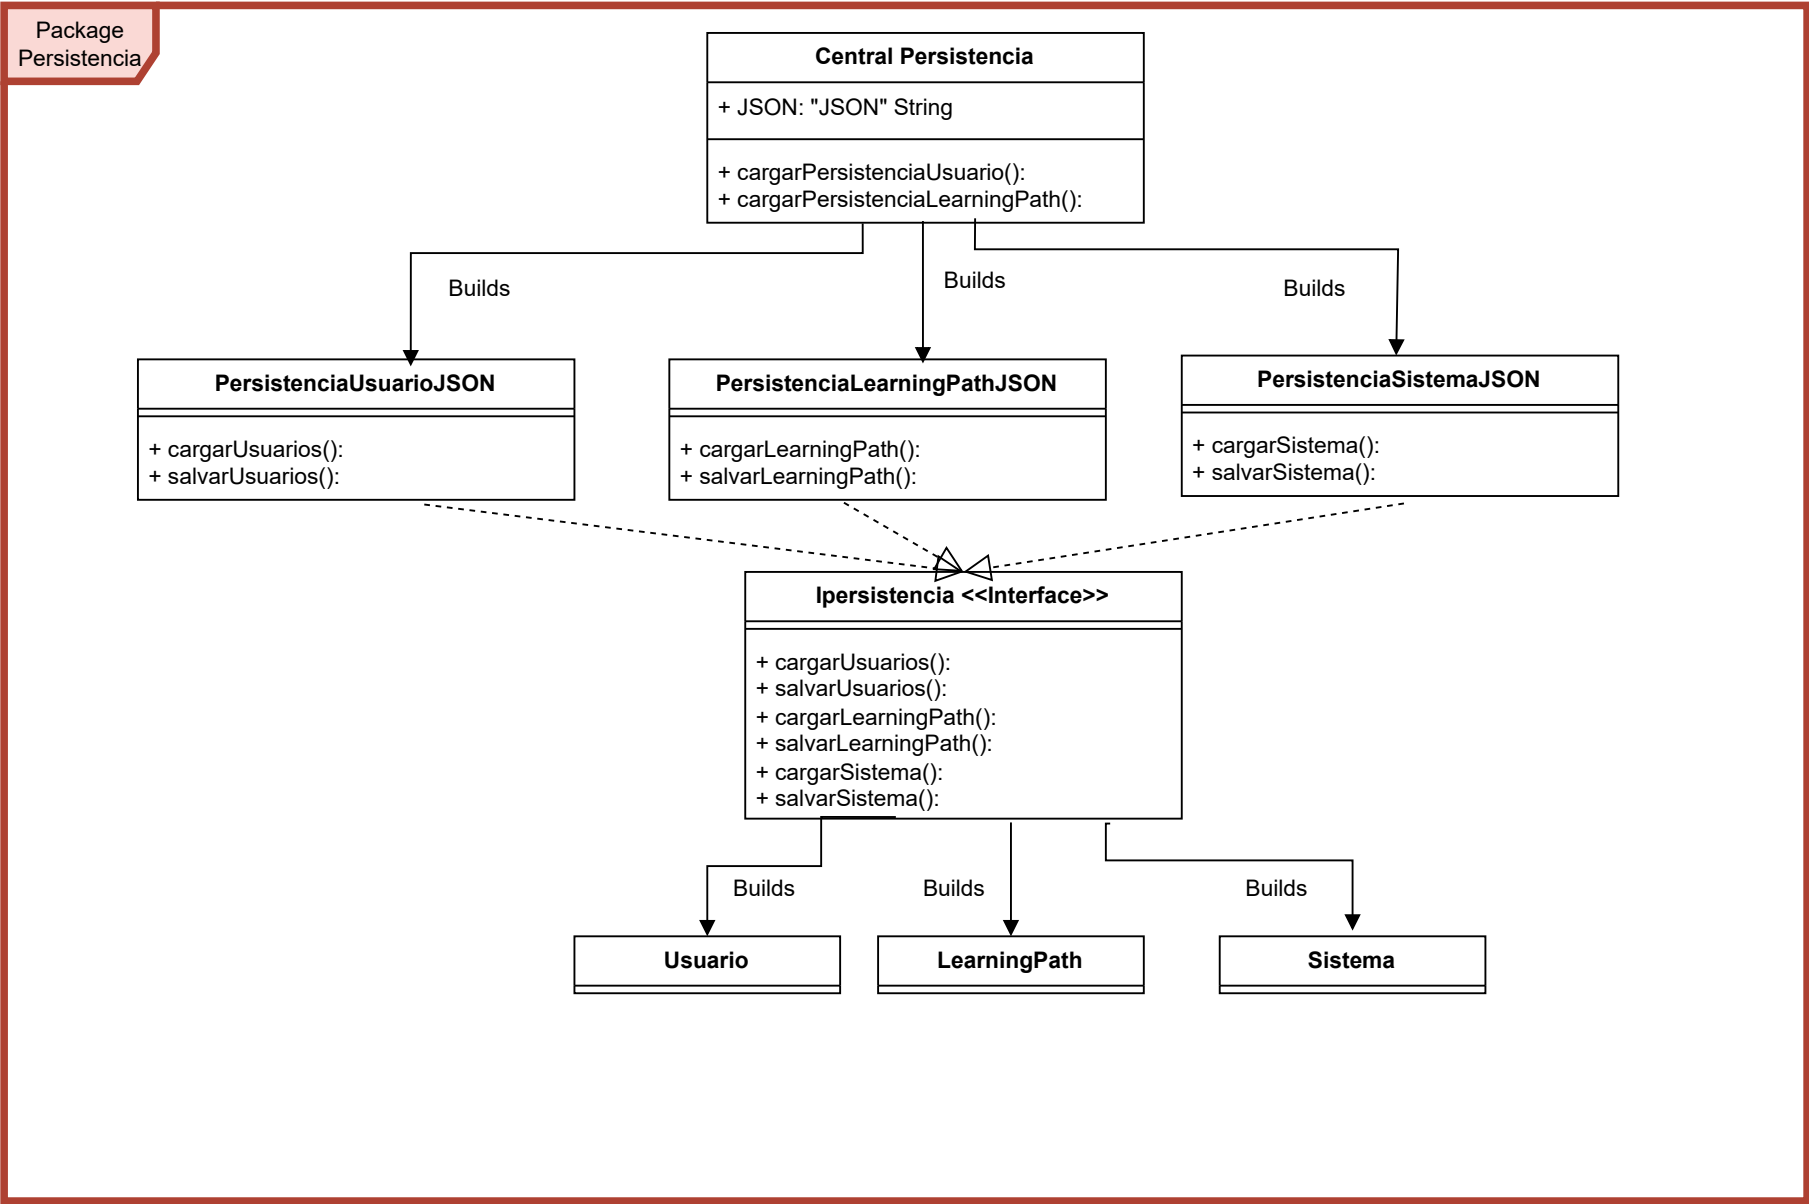 Package
Persistencia
Central Persistencia
+ JSON: "JSON" String
+ cargarPersistenciaUsuario():
+ cargarPersistenciaLearningPath():
Builds
Builds
Builds
PersistenciaUsuarioJSON
+ cargarUsuarios():
+ salvarUsuarios():
PersistenciaLearningPathJSON
+ cargarLearningPath():
+ salvarLearningPath():
PersistenciaSistemaJSON
+ cargarSistema():
+ salvarSistema():
Ipersistencia <<Interface>>
+ cargarUsuarios():
+ salvarUsuarios():
+ cargarLearningPath():
+ salvarLearningPath():
+ cargarSistema():
+ salvarSistema():
Builds
Builds
Builds
Usuario
LearningPath
Sistema